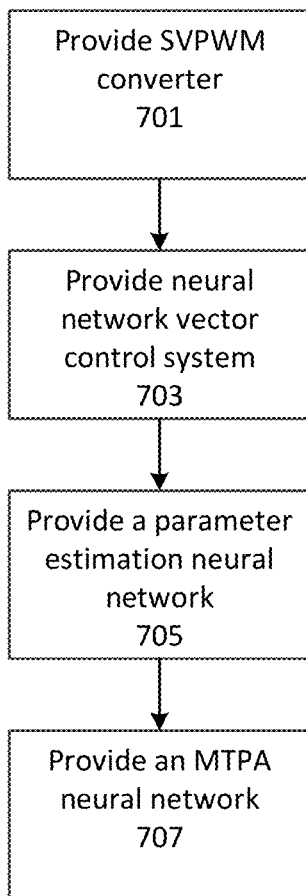 Provide SVPWM
converter
701
Provide neural
network vector
control system
703
Provide a parameter
estimation neural
network
705
Provide an MTPA
neural network
707